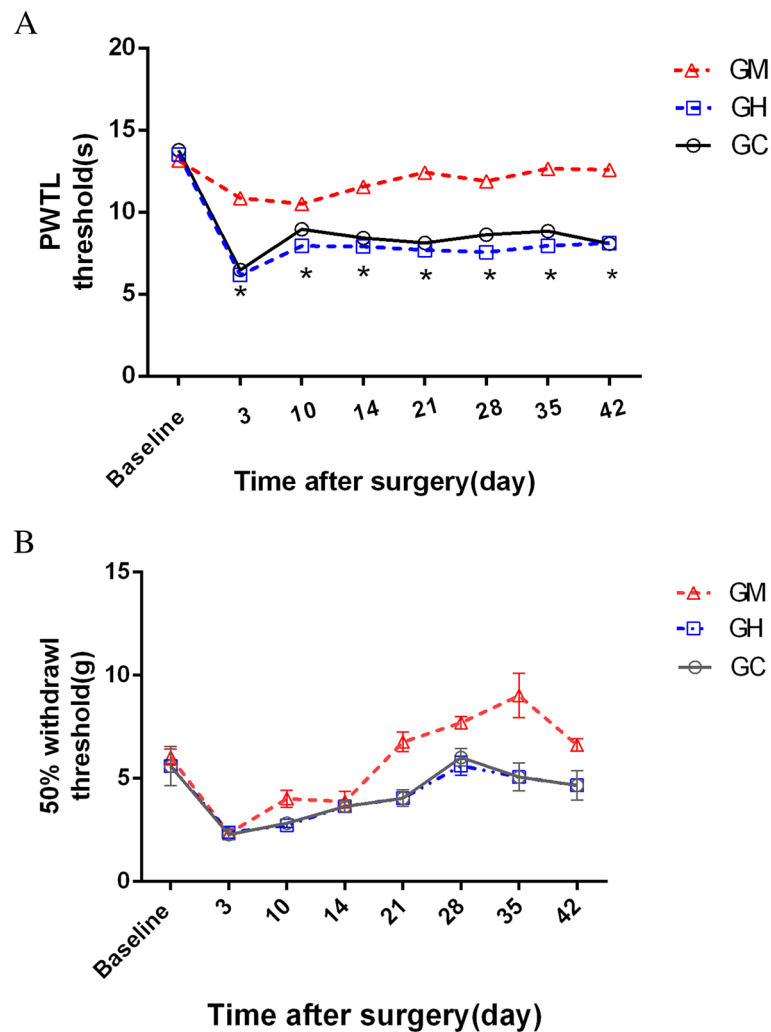 A
20
15
10
5
0
PWTL
threshold(s)
GM
GH
GC
* * * * * * *
Baseline 3 10 14 21 28 35 42
Time after surgery(day)
B
15
10
5
0
50% withdrawl
threshold(g)
GM
GH
GC
Baseline 3 10 14 21 28 35 42
Time after surgery(day)